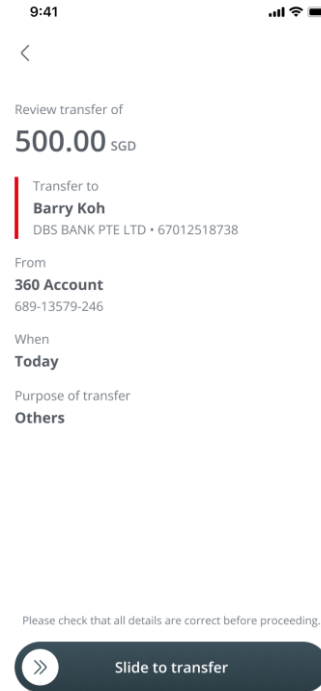 9:41
Review transfer of
500.00 SGD
Transfer to
Barry Koh
DBS BANK PTE LTD • 67012518738
From
360 Account
689-13579-246
When
Today
Purpose of transfer
Others
Please check that all details are correct before proceeding.
Slide to transfer